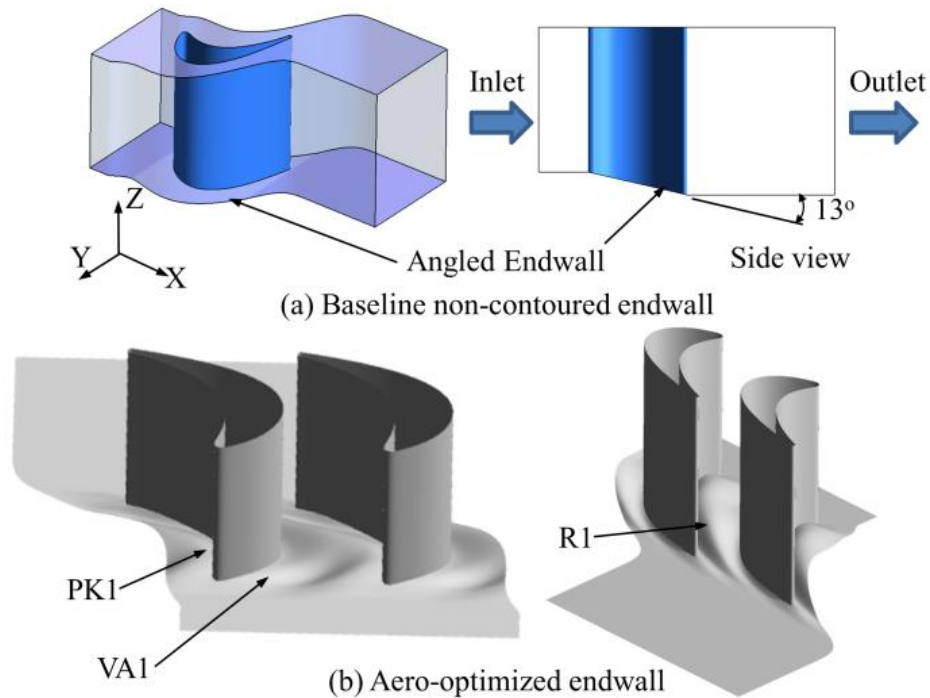 Inlet
Outlet
Z
Y
X
13°
Angled Endwall
Side view
(a) Baseline non-contoured endwall
PK1
VA1
R1
(b) Aero-optimized endwall